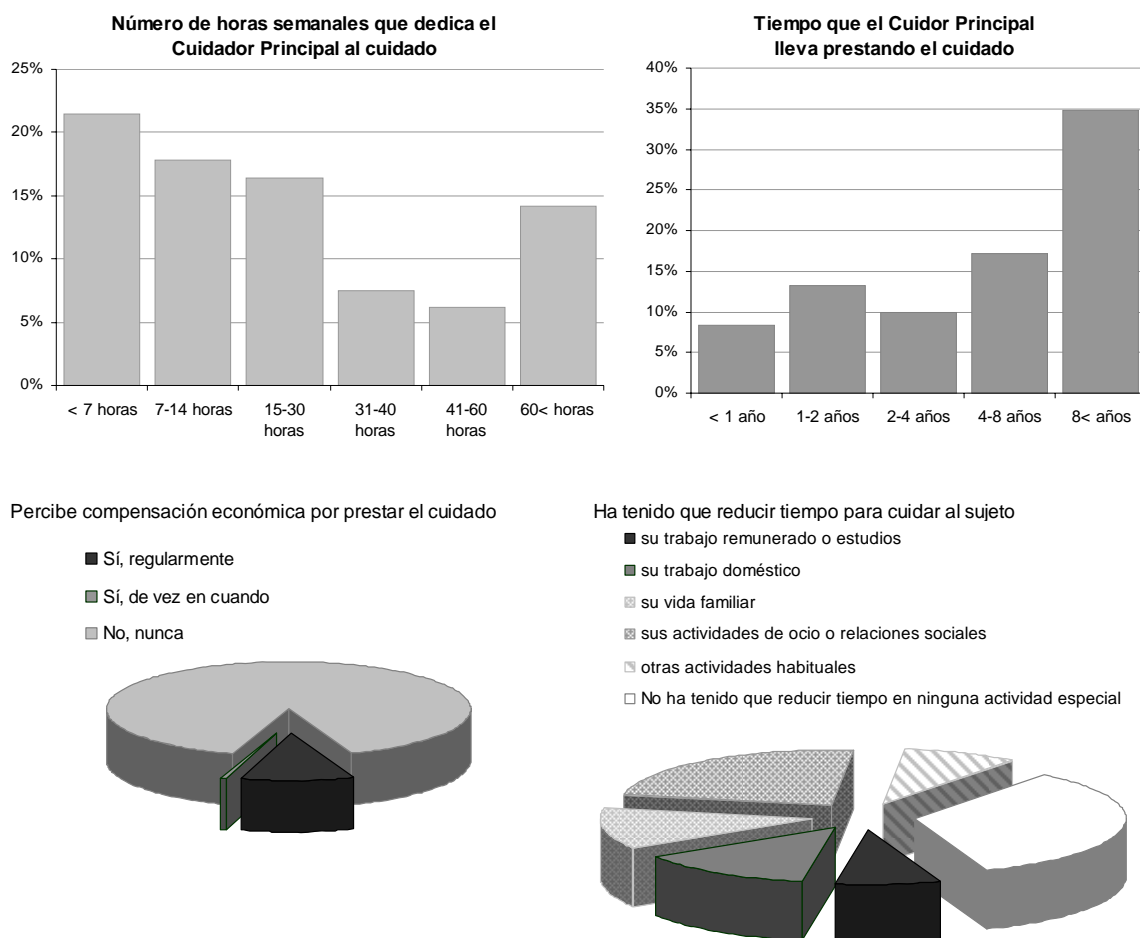 Número de horas semanales que dedica el
Cuidador Principal al cuidado
25%
20%
15%
10%
5%
0%
< 7 horas
7-14 horas
15-30
horas
31-40
horas
41-60
horas
60< horas
Tiempo que el Cuidor Principal
lleva prestando el cuidado
40%
35%
30%
25%
20%
15%
10%
5%
0%
< 1 año
1-2 años
2-4 años
4-8 años
8< años
Percibe compensación económica por prestar el cuidado
Sí, regularmente
Sí, de vez en cuando
No, nunca
Ha tenido que reducir tiempo para cuidar al sujeto
su trabajo remunerado o estudios
su trabajo doméstico
su vida familiar
sus actividades de ocio o relaciones sociales
otras actividades habituales
No ha tenido que reducir tiempo en ninguna actividad especial